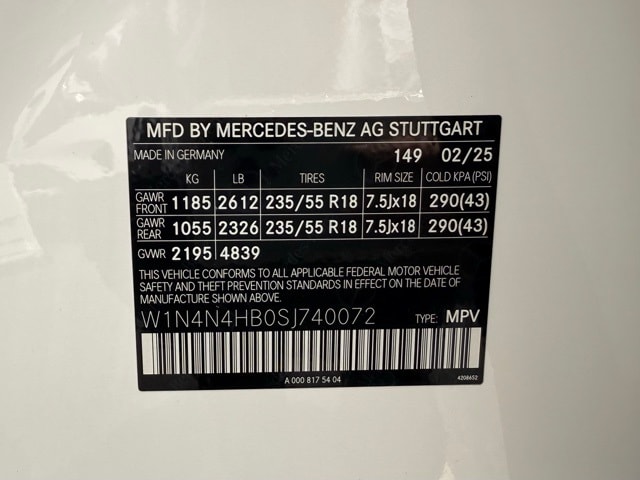 MFD BY MERCEDES-BENZ AG STUTTGART
MADE IN GERMANY 149 02/25
KG LB TIRES RIM SIZE COLD KPA (PSI)
GAWR FRONT 1185 2612 235/55 R18 7.5Jx18 290(43)
GAWR REAR 1055 2326 235/55 R18 7.5Jx18 290(43)
GVWR 2195 4839
THIS VEHICLE CONFORMS TO ALL APPLICABLE FEDERAL MOTOR VEHICLE
SAFETY AND THEFT PREVENTION STANDARDS IN EFFECT ON THE DATE OF
MANUFACTURE SHOWN ABOVE.
W1N4N4HB0SJ740072 TYPE: MPV
A 000 817 54 04 4208652